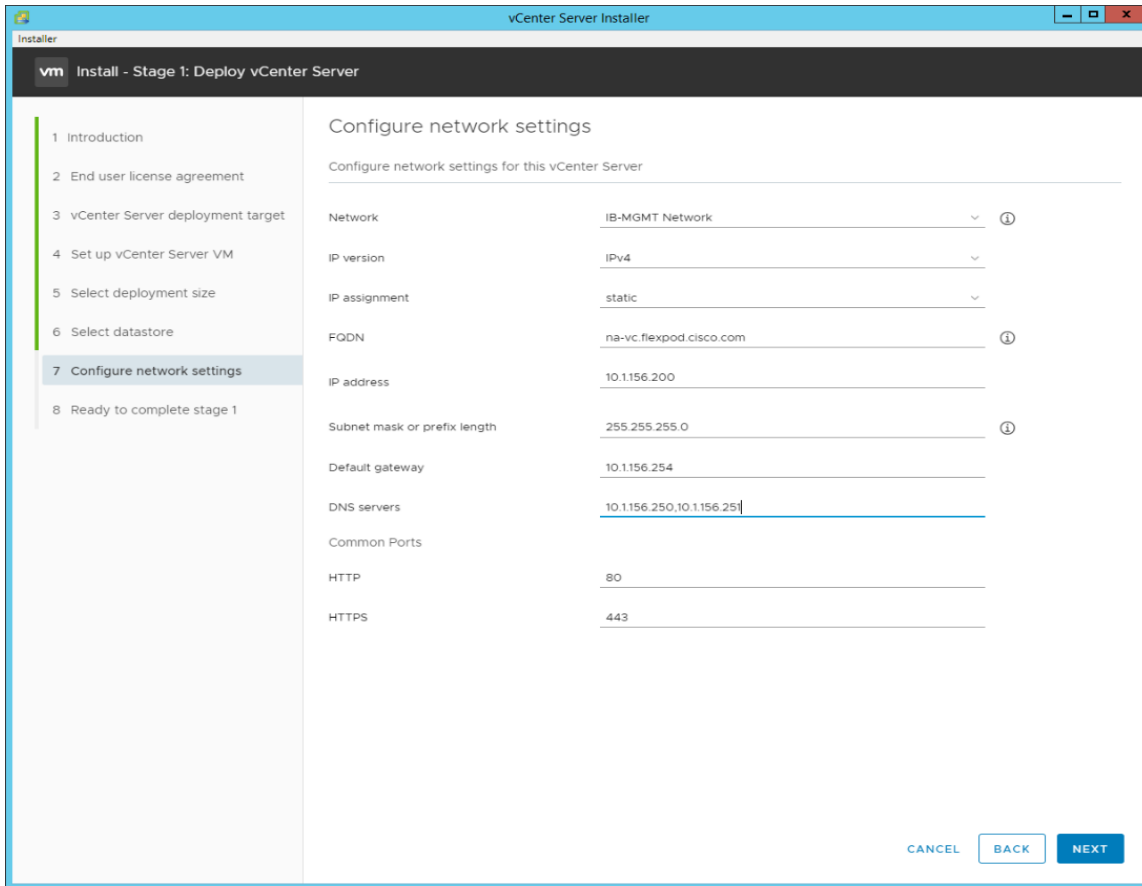 vCenter Server Installer
Installer
vm Install - Stage 1: Deploy vCenter Server
1 Introduction
2 End user license agreement
3 vCenter Server deployment target
4 Set up vCenter Server VM
5 Select deployment size
6 Select datastore
7 Configure network settings
8 Ready to complete stage 1
Configure network settings
Configure network settings for this vCenter Server
Network IB-MGMT Network
IP version IPv4
IP assignment static
FQDN na-vc.flexpod.cisco.com
IP address 10.1.156.200
Subnet mask or prefix length 255.255.255.0
Default gateway 10.1.156.254
DNS servers 10.1.156.250,10.1.156.251
Common Ports
HTTP 80
HTTPS 443
CANCEL BACK NEXT